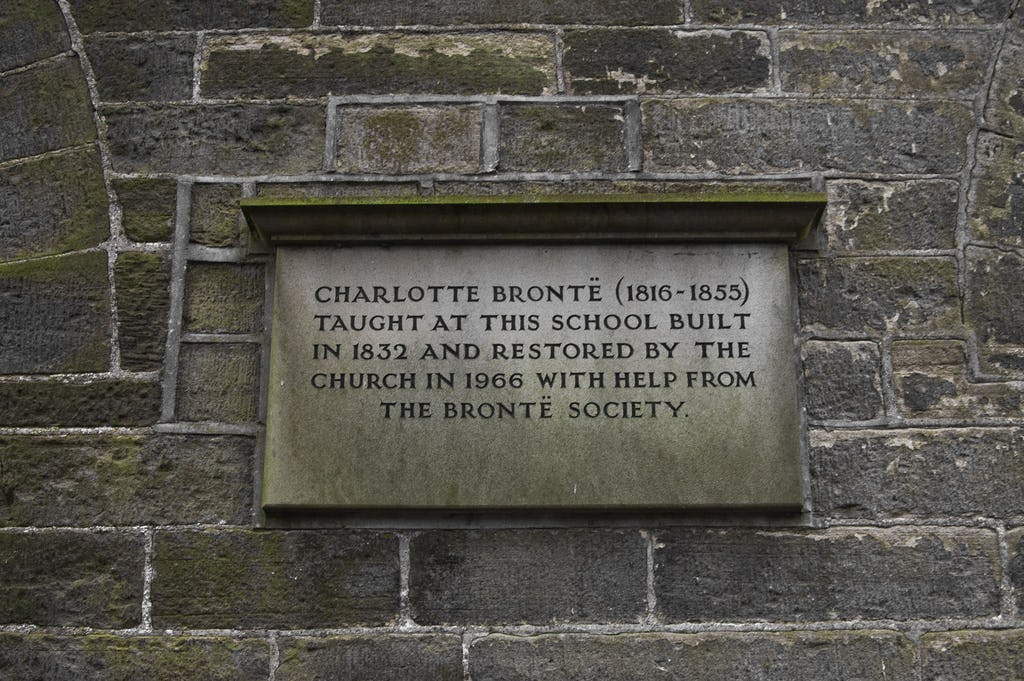 CHARLOTTE BRONTË (1816-1855)
TAUGHT AT THIS SCHOOL BUILT
IN 1832 AND RESTORED BY THE
CHURCH IN 1966 WITH HELP FROM
THE BRONTË SOCIETY.